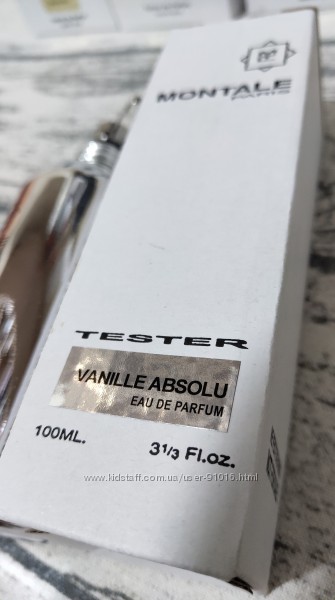 MONTALE
PARIS
TESTER
VANILLE ABSOLU
EAU DE PARFUM
100ML.
3 1/3 Fl.oz.
www.kidstaff.com.ua/user-91015.html